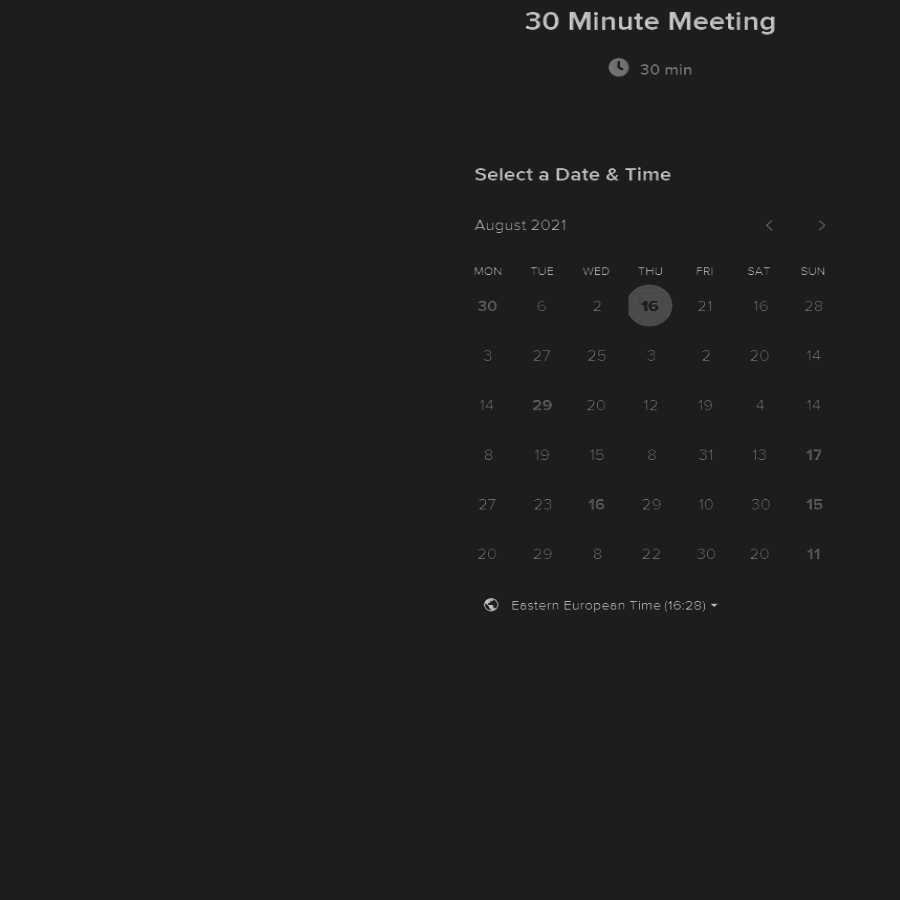 30 Minute Meeting
30 min
Select a Date & Time
August 2021
MON TUE WED THU FRI SAT SUN
30 6 2 16 21 16 28
3 27 25 3 2 20 14
14 29 20 12 19 4 14
8 19 15 8 31 13 17
27 23 16 29 10 30 15
20 29 8 22 30 20 11
Eastern European Time (16:28)